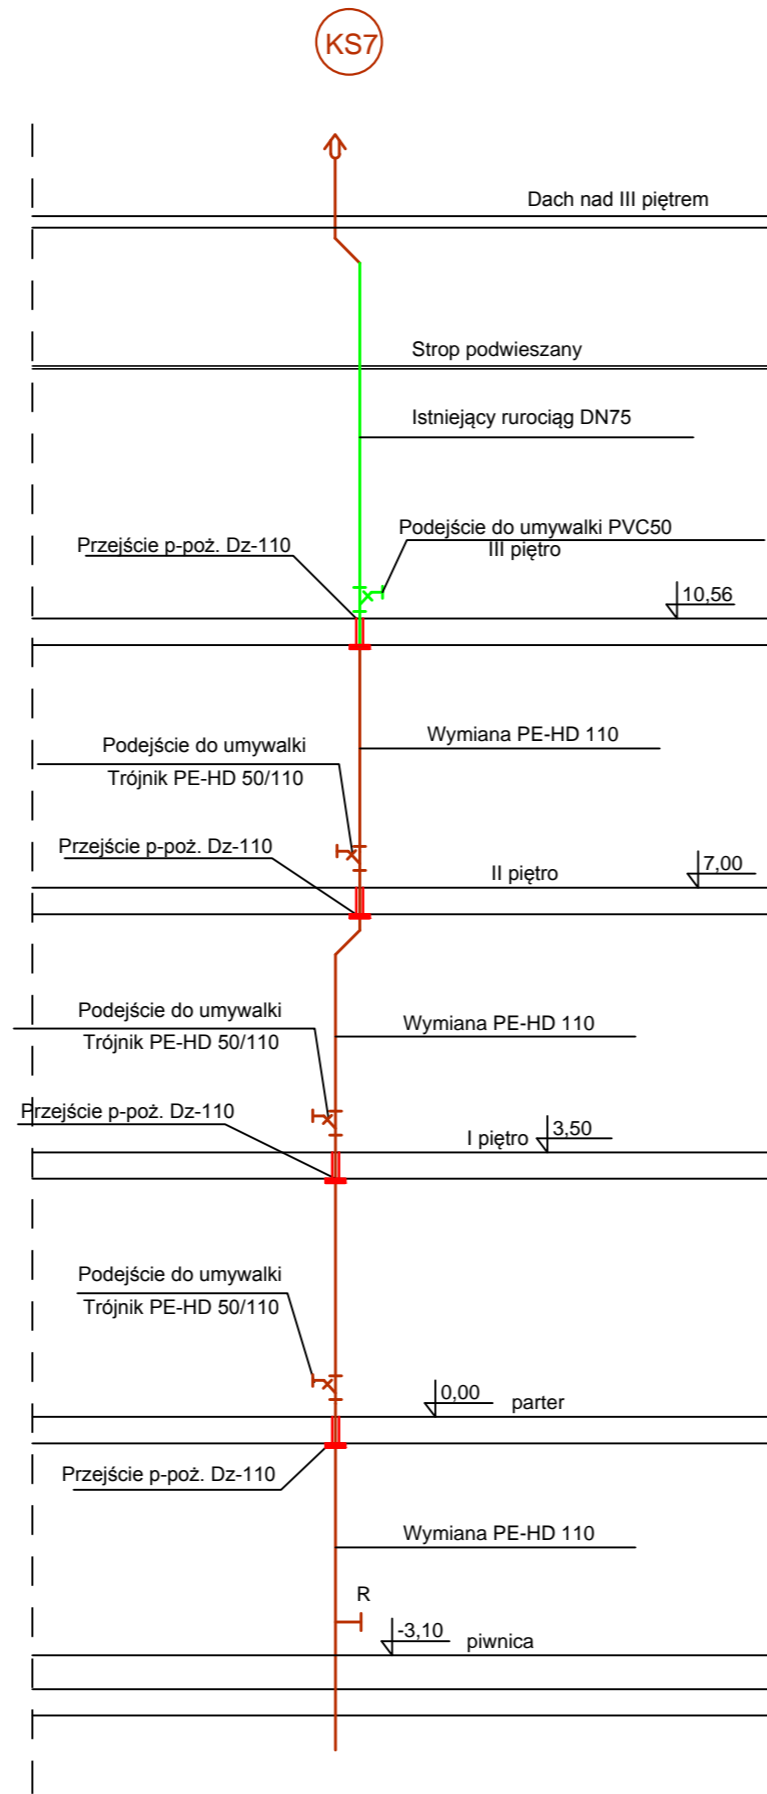 KS7
Dach nad III piętrem
Strop podwieszany
Istniejący rurociąg DN75
Podejście do umywalki PVC50
Przejście p-poż. Dz-110
III piętro
10,56
Wymiana PE-HD 110
Podejście do umywalki
Trójnik PE-HD 50/110
Przejście p-poż. Dz-110
II piętro
7,00
Podejście do umywalki
Wymiana PE-HD 110
Trójnik PE-HD 50/110
Przejście p-poż. Dz-110
I piętro
3,50
Podejście do umywalki
Trójnik PE-HD 50/110
0,00
parter
Przejście p-poż. Dz-110
Wymiana PE-HD 110
R
-3,10
piwnica